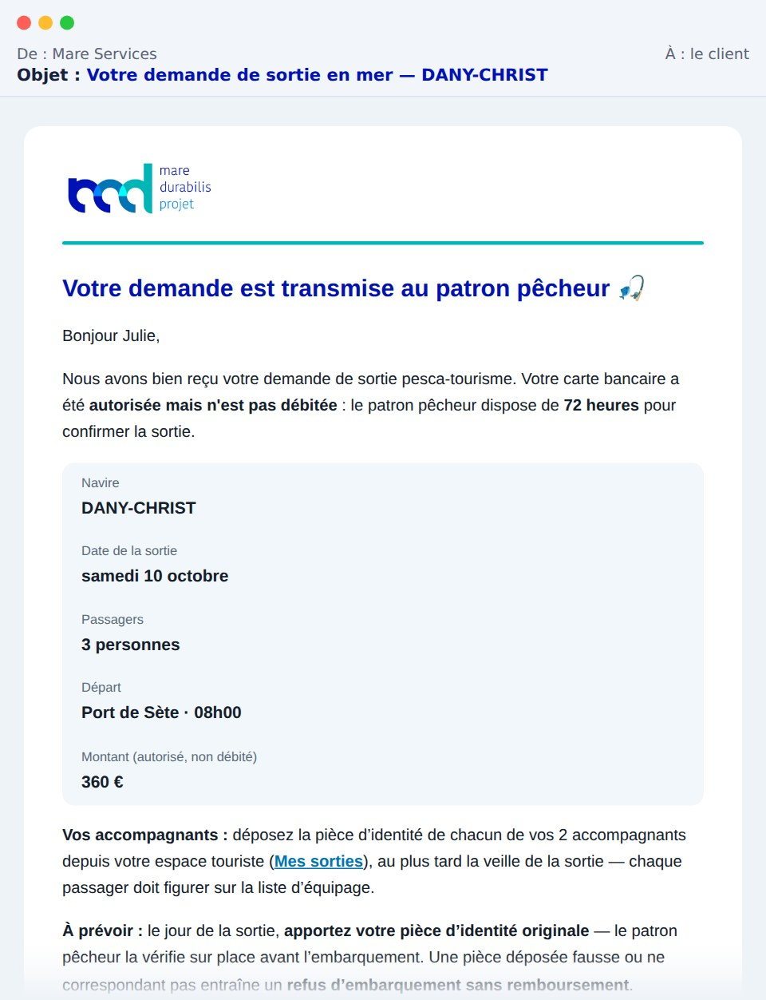 De : Mare Services
À : le client
Objet : Votre demande de sortie en mer — DANY-CHRIST
mcd
mare
durabilis
projet
Votre demande est transmise au patron pêcheur
Bonjour Julie,
Nous avons bien reçu votre demande de sortie pesca-tourisme. Votre carte bancaire a
été autorisée mais n'est pas débitée : le patron pêcheur dispose de 72 heures pour
confirmer la sortie.
Navire
DANY-CHRIST
Date de la sortie
samedi 10 octobre
Passagers
3 personnes
Départ
Port de Sète · 08h00
Montant (autorisé, non débité)
360 €
Vos accompagnants : déposez la pièce d’identité de chacun de vos 2 accompagnants
depuis votre espace touriste (Mes sorties), au plus tard la veille de la sortie — chaque
passager doit figurer sur la liste d’équipage.
À prévoir : le jour de la sortie, apportez votre pièce d’identité originale — le patron
pêcheur la vérifie sur place avant l’embarquement. Une pièce déposée fausse ou ne
correspondant pas entraîne un refus d’embarquement sans remboursement.